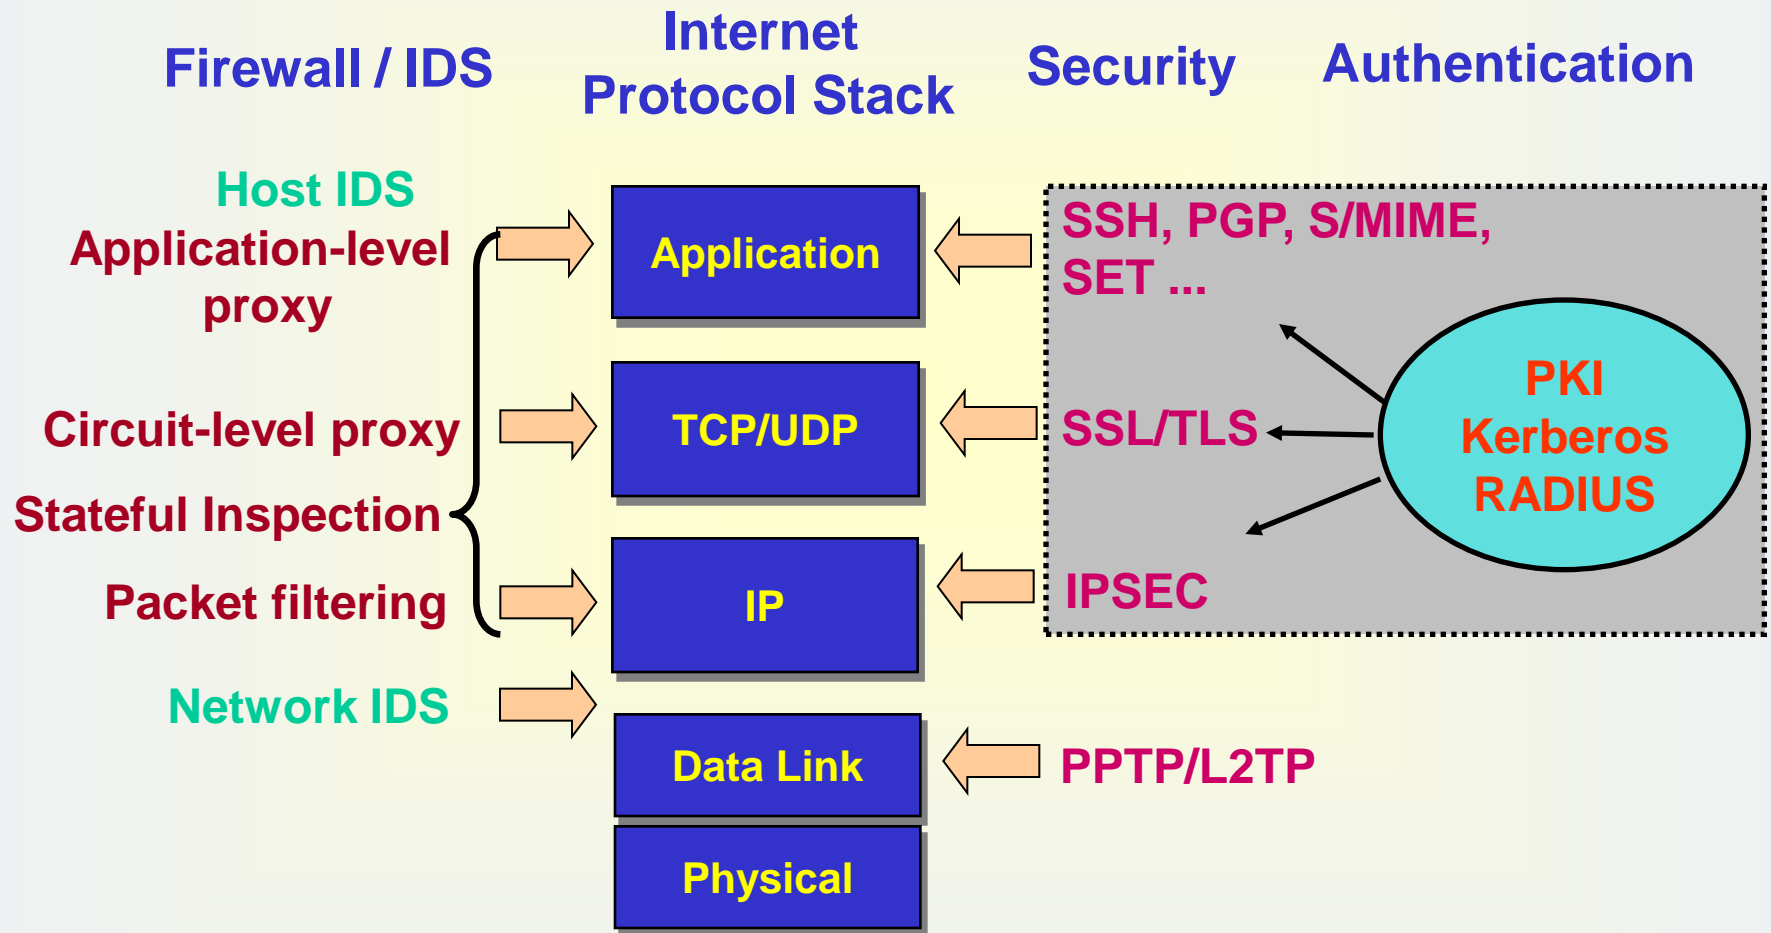 Firewall / IDS
Internet
Protocol Stack
Security
Authentication
Host IDS
Application-level
proxy
Application
SSH, PGP, S/MIME,
SET ...
Circuit-level proxy
TCP/UDP
SSL/TLS
PKI
Kerberos
RADIUS
Stateful Inspection
Packet filtering
IP
IPSEC
Network IDS
Data Link
PPTP/L2TP
Physical